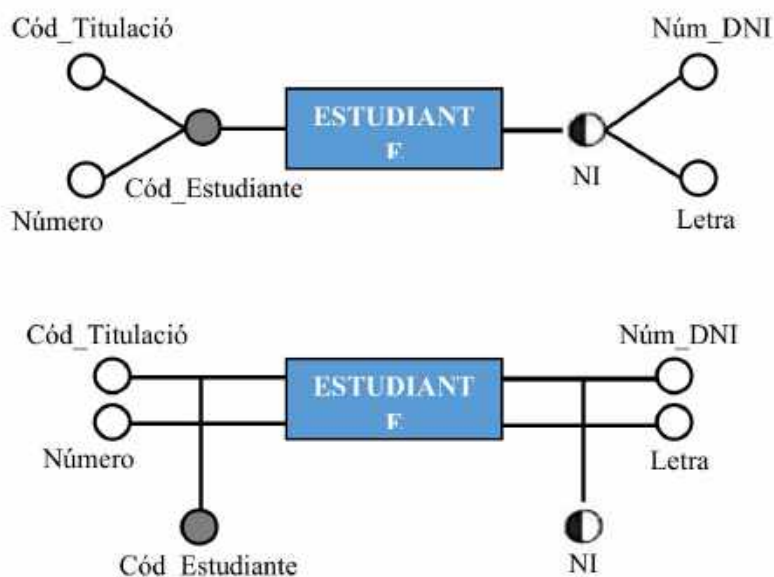 Cód_Titulació
Núm_DNI
ESTUDIANT
E
Cód_Estudiante
NI
Número
Letra
Cód_Titulació
Núm_DNI
ESTUDIANT
E
Número
Letra
Cód_Estudiante
NI